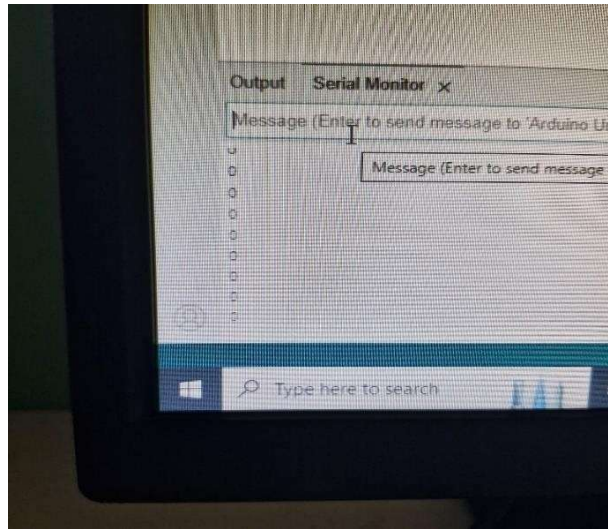 Output Serial Monitor ×
Message (Enter to send message to 'Arduino U
Message (Enter to send message
0
0
0
0
0
0
0
0
0
Type here to search